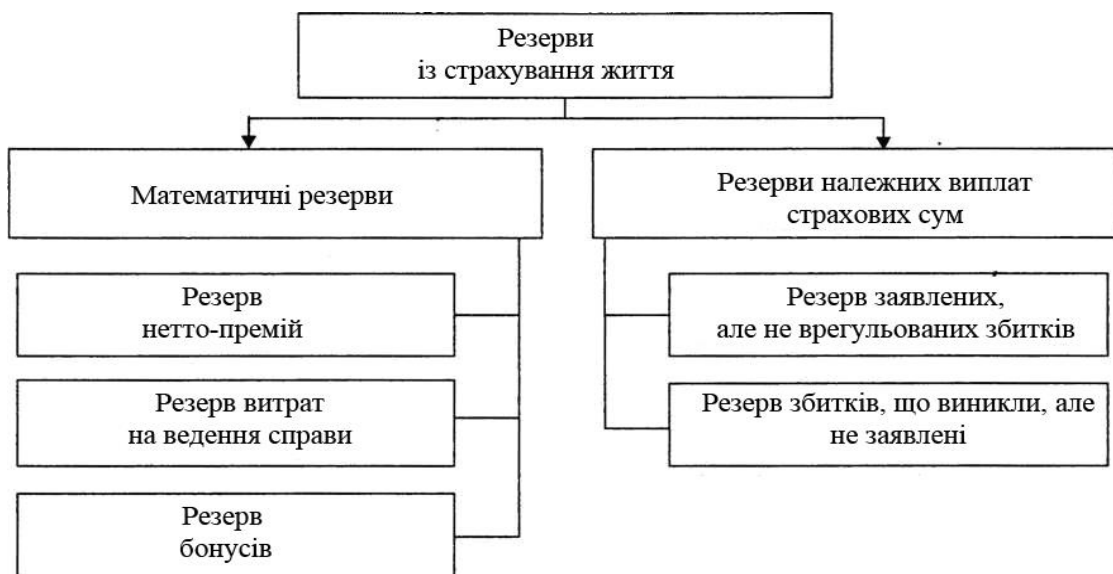 Резерви
із страхування життя
Математичні резерви
Резерви належних виплат
страхових сум
Резерв
нетто-премій
Резерв заявлених,
але не врегульованих збитків
Резерв витрат
на ведення справи
Резерв збитків, що виникли, але
не заявлені
Резерв
бонусів